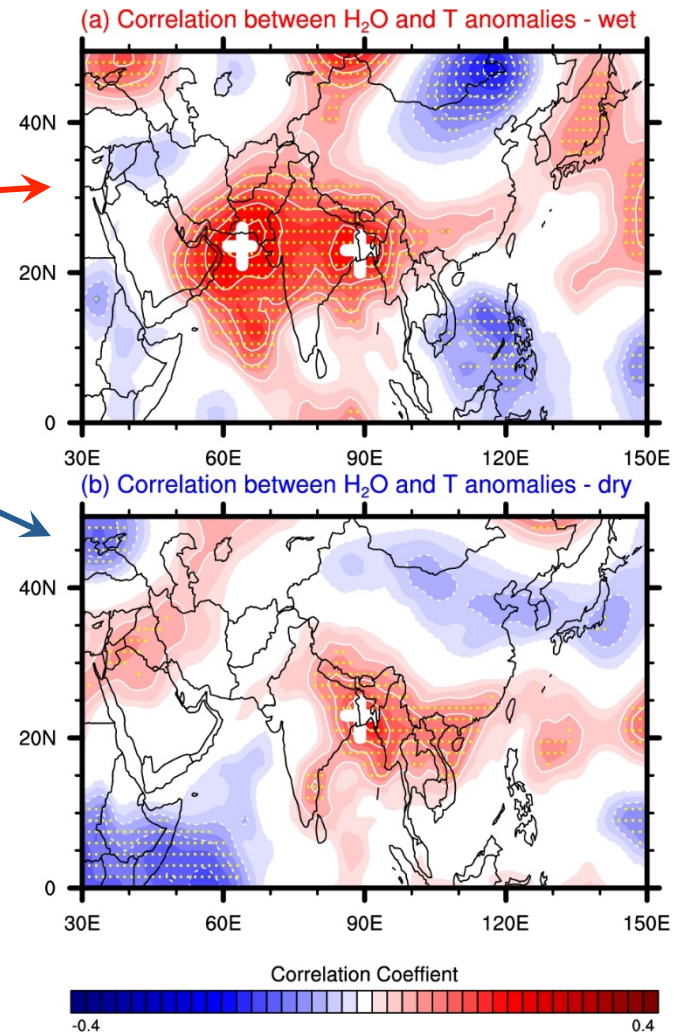 (a) Correlation between H₂O and T anomalies - wet
40N
20N
0
30E 60E 90E 120E 150E
(b) Correlation between H₂O and T anomalies - dry
40N
20N
0
30E 60E 90E 120E 150E
Correlation Coeffient
-0.4 0.4